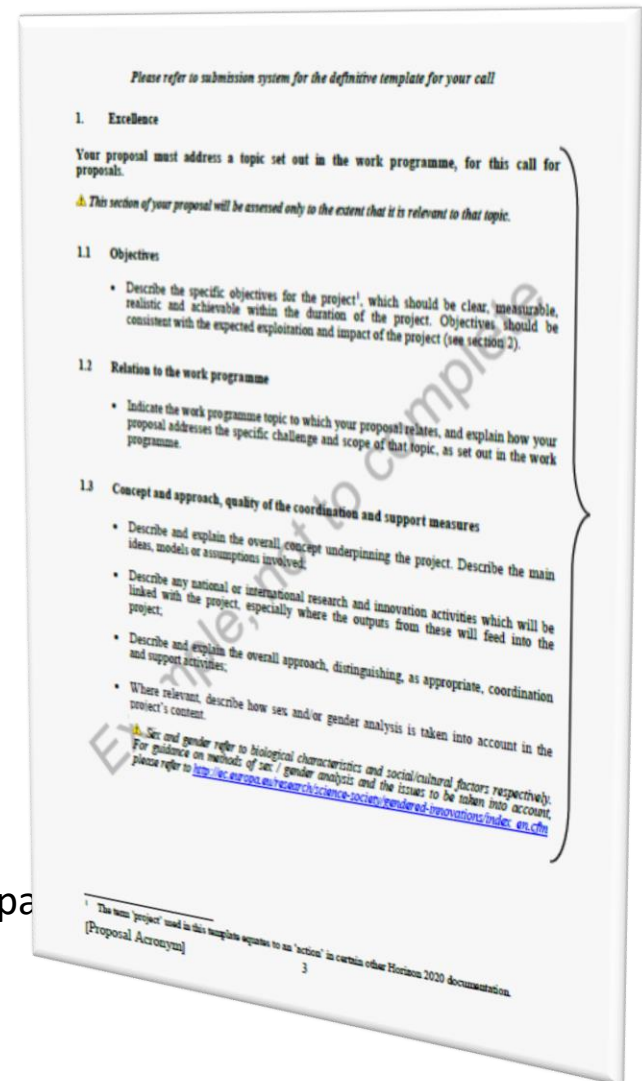 Please refer to submission system for the definitive template for your call
1. Excellence
Your proposal must address a topic set out in the work programme, for this call for
proposals.
This section of your proposal will be assessed only to the extent that it is relevant to that topic.
1.1 Objectives
• Describe the specific objectives for the project¹, which should be clear, measurable,
realistic and achievable within the duration of the project. Objectives should be
consistent with the expected exploitation and impact of the project (see section 2).
1.2 Relation to the work programme
• Indicate the work programme topic to which your proposal relates, and explain how your
proposal addresses the specific challenge and scope of that topic, as set out in the work
programme.
1.3 Concept and approach, quality of the coordination and support measures
• Describe and explain the overall concept underpinning the project. Describe the main
ideas, models or assumptions involved;
• Describe any national or international research and innovation activities which will be
linked with the project, especially where the outputs from these will feed into the
project;
• Describe and explain the overall approach, distinguishing, as appropriate, coordination
and support activities;
• Where relevant, describe how sex and/or gender analysis is taken into account in the
project's content.
Sex and gender refer to biological characteristics and social/cultural factors respectively.
For guidance on methods of sex / gender analysis and the issues to be taken into account,
please refer to http://ec.europa.eu/research/science-society/gendered-innovations/index_en.cfm
Example, not to complete
pa
¹ The term 'project' used in this template equates to an 'action' in certain other Horizon 2020 documentation.
[Proposal Acronym]
3